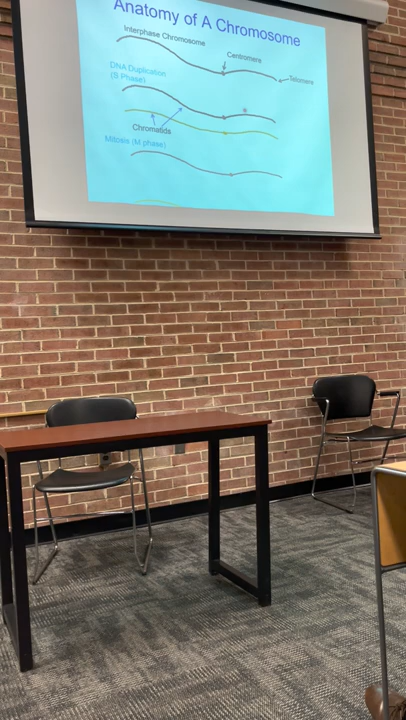 Anatomy of A Chromosome
Interphase Chromosome
Centromere
Telomere
DNA Duplication
(S Phase)
Chromatids
Mitosis (M phase)